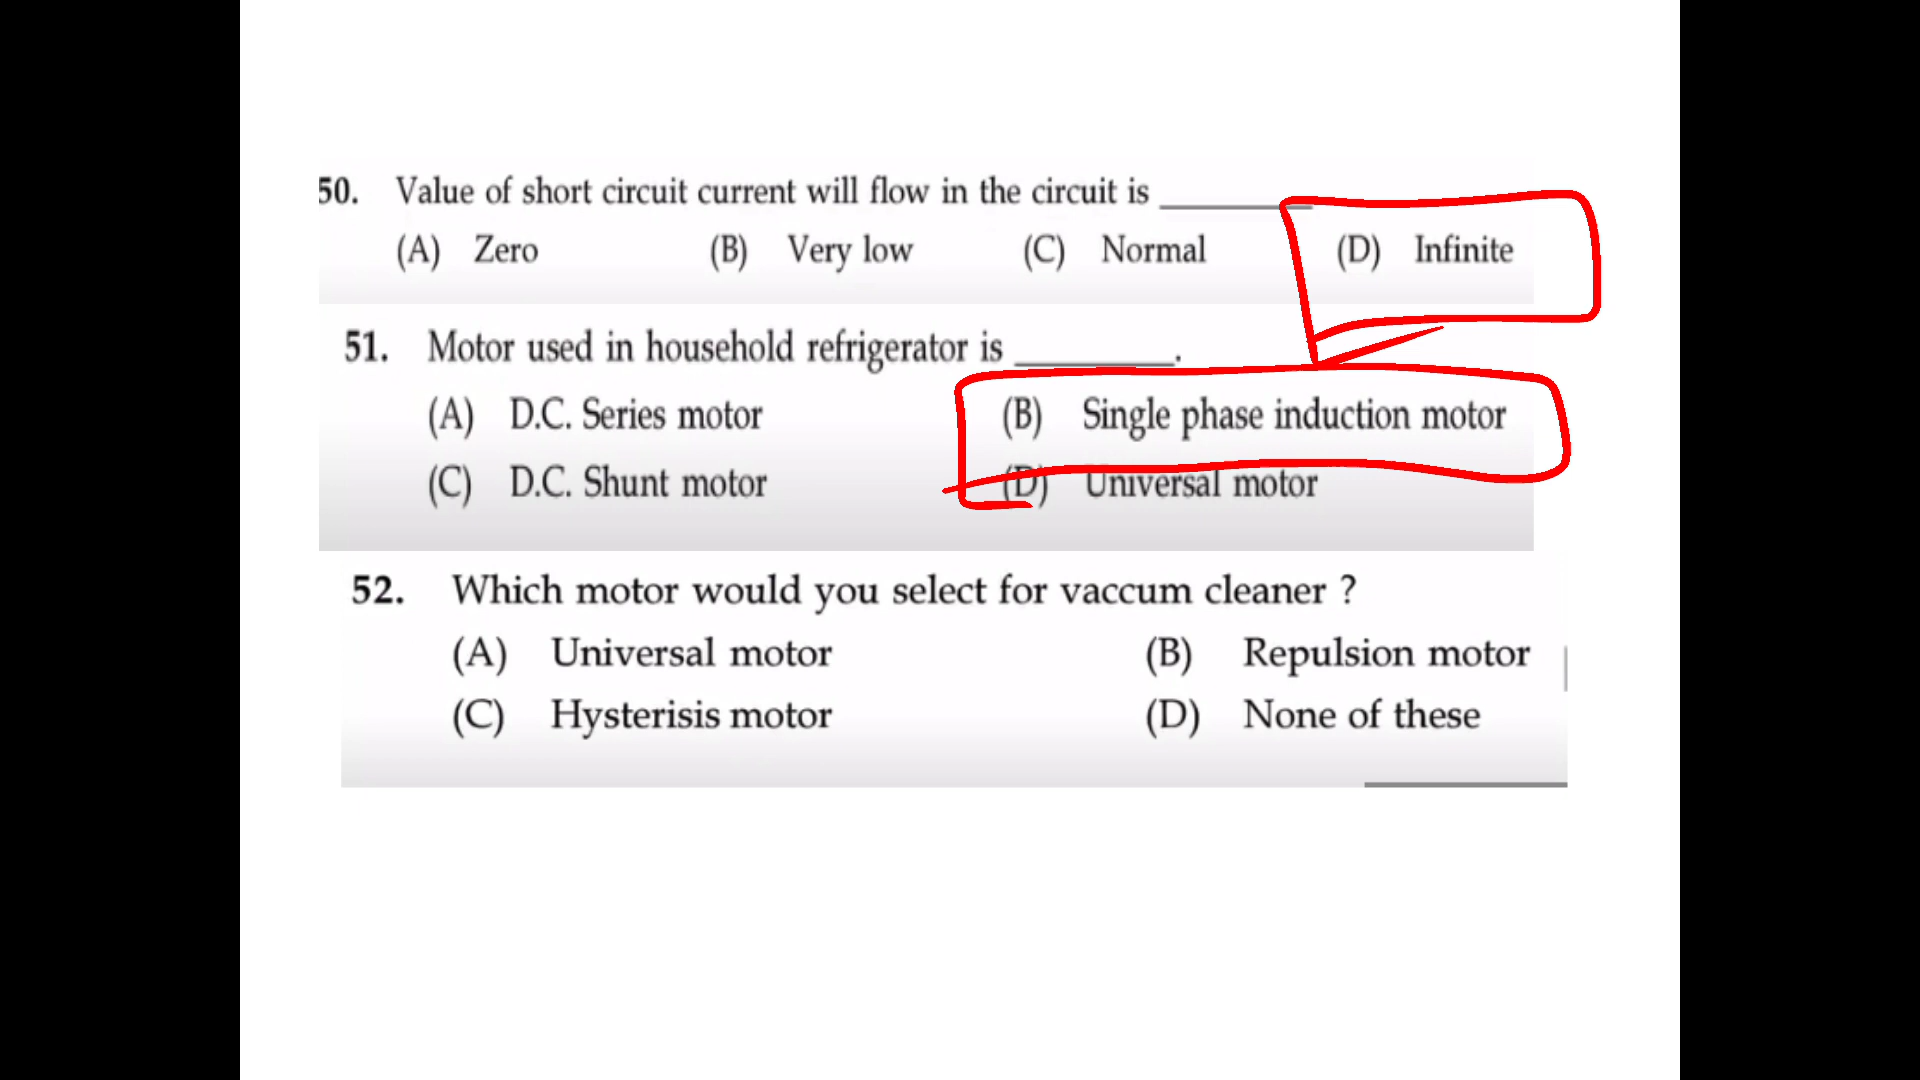 50. Value of short circuit current will flow in the circuit is ________
(A) Zero (B) Very low (C) Normal (D) Infinite
51. Motor used in household refrigerator is ________.
(A) D.C. Series motor (B) Single phase induction motor
(C) D.C. Shunt motor (D) Universal motor
52. Which motor would you select for vaccum cleaner ?
(A) Universal motor (B) Repulsion motor
(C) Hysterisis motor (D) None of these